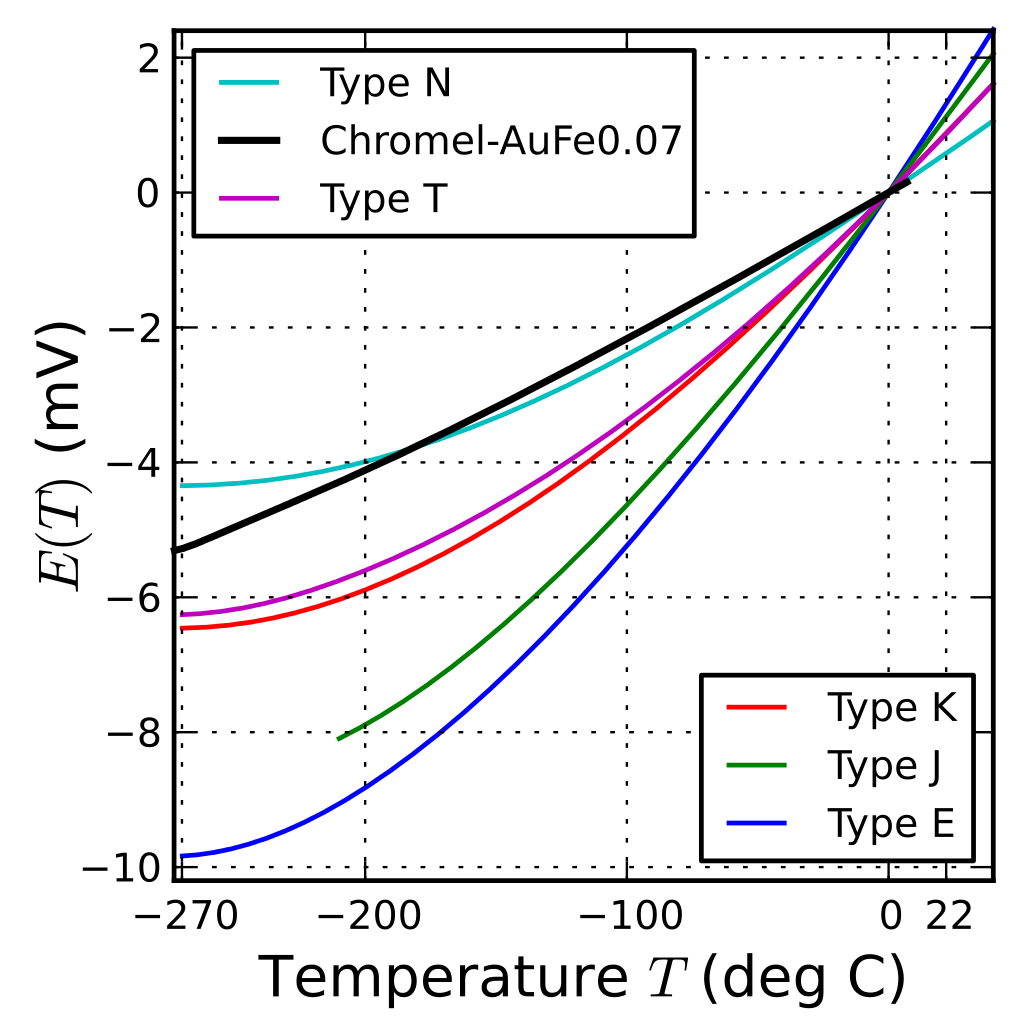 2
0
−2
−4
−6
−8
−10
E(T) (mV)
Type N
Chromel-AuFe0.07
Type T
Type K
Type J
Type E
−270 −200 −100 0 22
Temperature T (deg C)